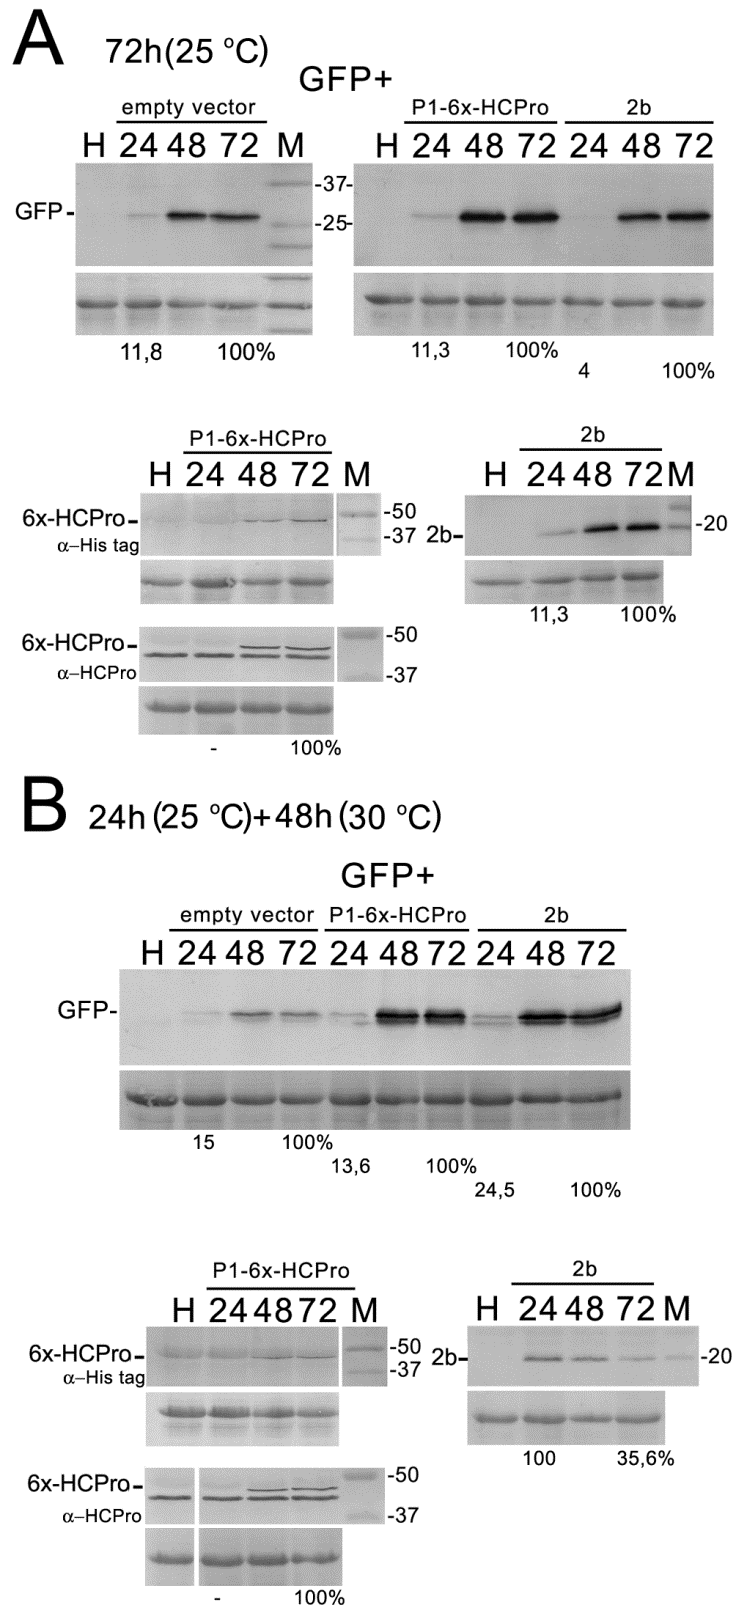 A 72h (25 ºC)
GFP+
empty vector P1-6x-HCPro 2b
H 24 48 72 M H 24 48 72 24 48 72
-37-
GFP-
-25-
11,8 100% 11,3 100%
4 100%
P1-6x-HCPro 2b
H 24 48 72 M H 24 48 72 M
6x-HCPro- -50
α-His tag -37 2b- -20
11,3 100%
6x-HCPro- -50
α-HCPro -37
- 100%
B 24h (25 ºC)+48h (30 ºC)
GFP+
empty vector P1-6x-HCPro 2b
H 24 48 72 24 48 72 24 48 72
GFP-
15 100%
13,6 100%
24,5 100%
P1-6x-HCPro 2b
H 24 48 72 M H 24 48 72 M
6x-HCPro- -50 2b- -20
α-His tag -37
100 35,6%
6x-HCPro- -50
α-HCPro -37
- 100%